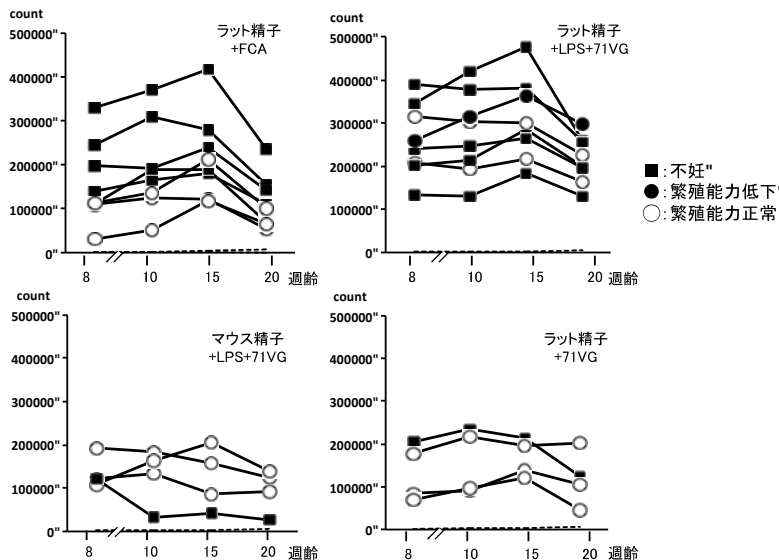 count
ラット精子
+FCA
500000"
400000"
300000"
200000"
100000"
0"
8
10
15
20
週齢
count
ラット精子
+LPS+71VG
500000"
400000"
300000"
200000"
100000"
0"
8
10
15
20
週齢
■:不妊"
●:繁殖能力低下"
○:繁殖能力正常
count
マウス精子
+LPS+71VG
500000"
400000"
300000"
200000"
100000"
0"
8
10
15
20
週齢
count
ラット精子
+71VG
500000"
400000"
300000"
200000"
100000"
0"
8
10
15
20
週齢